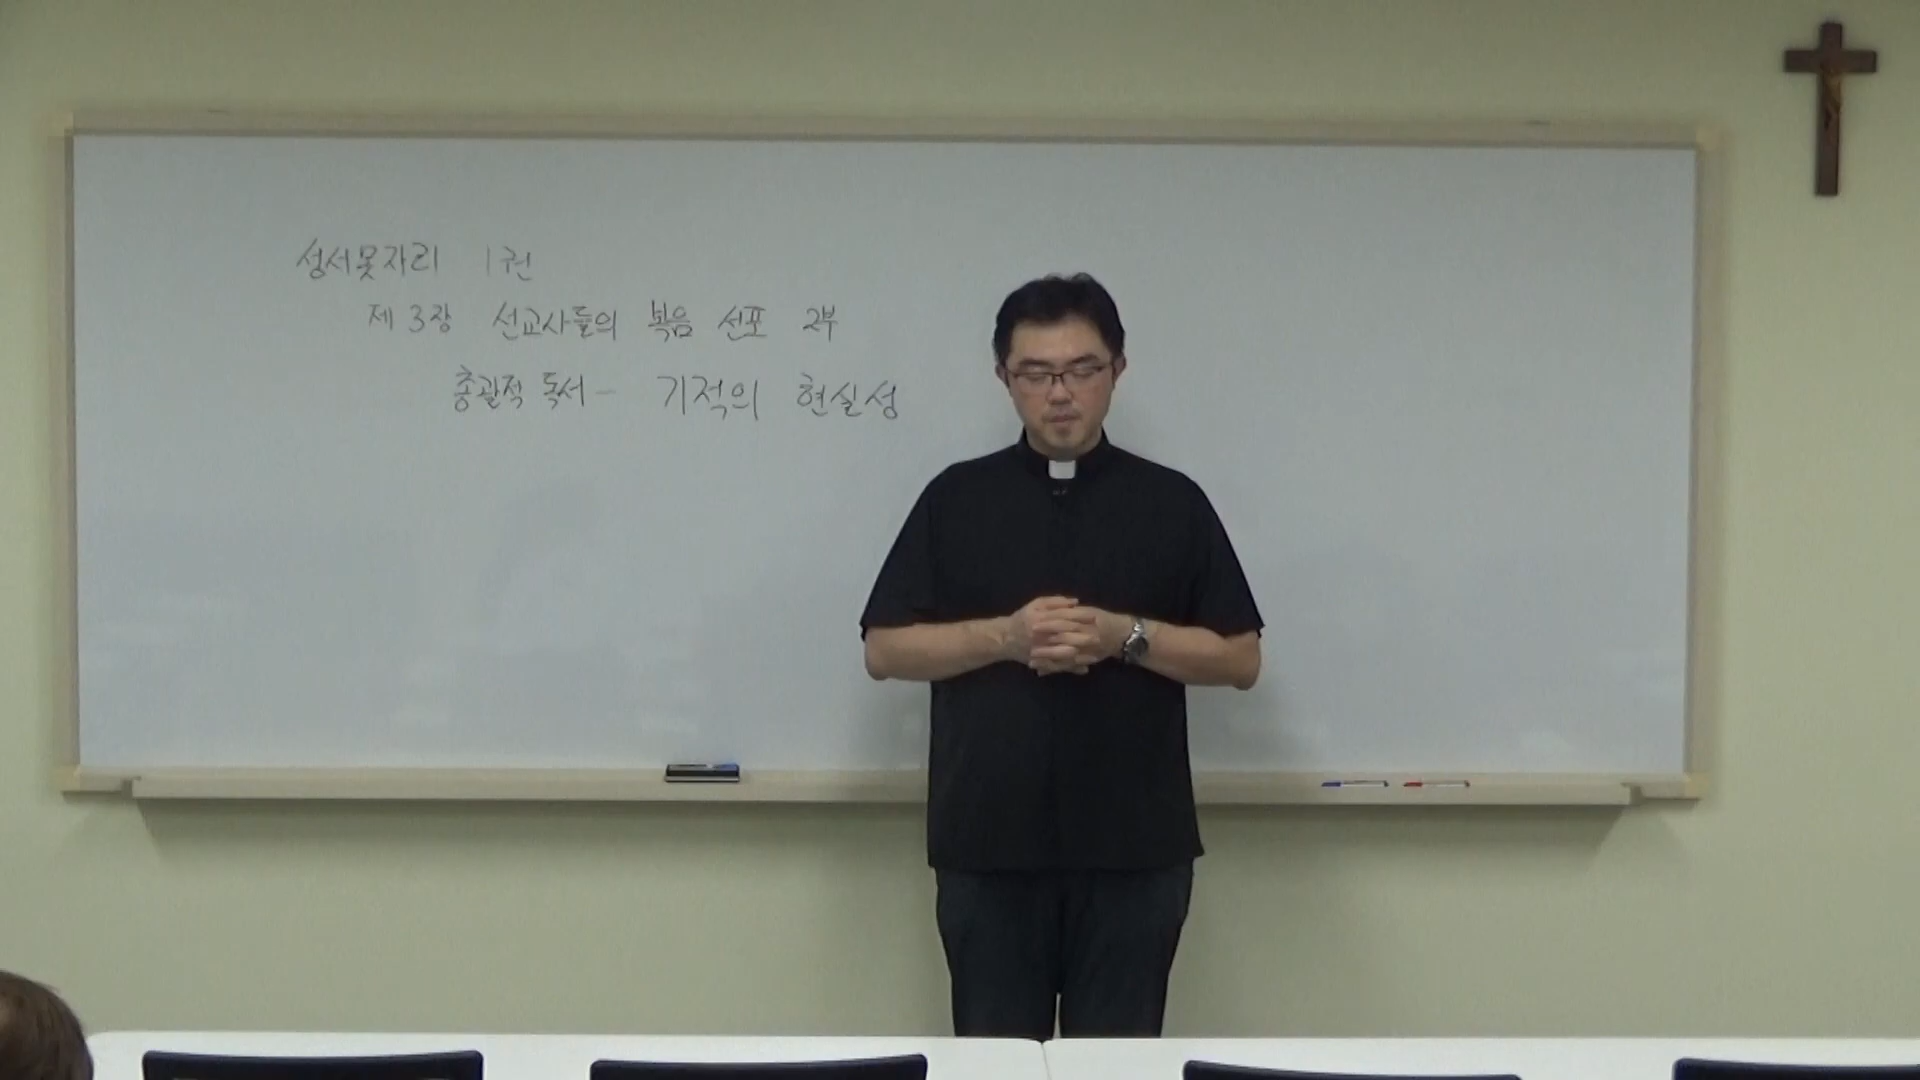 성서못자리 1권
제 3장 선교사들의 복음 선포 2부
총괄적 독서 - 기적의 현실성